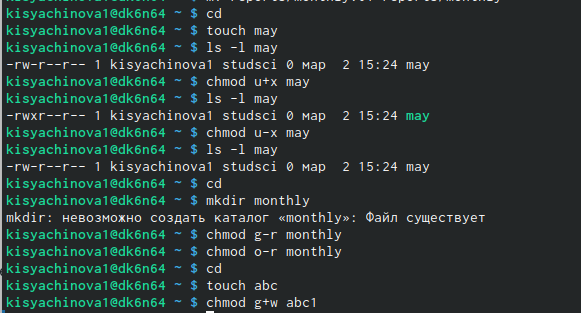 kisyachinova1@dk6n64 ~ $ cd
kisyachinova1@dk6n64 ~ $ touch may
kisyachinova1@dk6n64 ~ $ ls -l may
-rw-r--r-- 1 kisyachinova1 studsci 0 мар  2 15:24 may
kisyachinova1@dk6n64 ~ $ chmod u+x may
kisyachinova1@dk6n64 ~ $ ls -l may
-rwxr--r-- 1 kisyachinova1 studsci 0 мар  2 15:24 may
kisyachinova1@dk6n64 ~ $ chmod u-x may
kisyachinova1@dk6n64 ~ $ ls -l may
-rw-r--r-- 1 kisyachinova1 studsci 0 мар  2 15:24 may
kisyachinova1@dk6n64 ~ $ cd
kisyachinova1@dk6n64 ~ $ mkdir monthly
mkdir: невозможно создать каталог «monthly»: Файл существует
kisyachinova1@dk6n64 ~ $ chmod g-r monthly
kisyachinova1@dk6n64 ~ $ chmod o-r monthly
kisyachinova1@dk6n64 ~ $ cd
kisyachinova1@dk6n64 ~ $ touch abc
kisyachinova1@dk6n64 ~ $ chmod g+w abc1